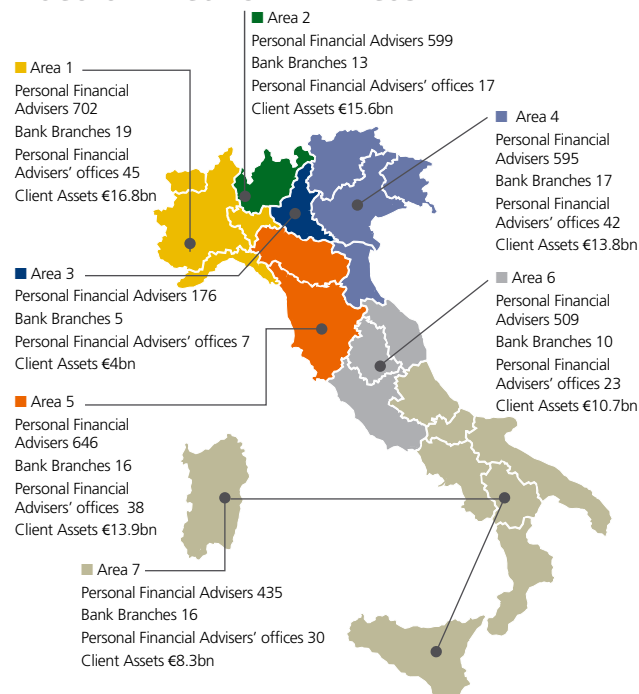 Area 2
Personal Financial Advisers 599
Bank Branches 13
Personal Financial Advisers' offices 17
Client Assets €15.6bn
Area 1
Personal Financial
Advisers 702
Bank Branches 19
Personal Financial
Advisers' offices 45
Client Assets €16.8bn
Area 4
Personal Financial
Advisers 595
Bank Branches 17
Personal Financial
Advisers' offices 42
Client Assets €13.8bn
Area 3
Personal Financial Advisers 176
Bank Branches 5
Personal Financial Advisers' offices 7
Client Assets €4bn
Area 6
Personal Financial
Advisers 509
Bank Branches 10
Personal Financial
Advisers' offices 23
Client Assets €10.7bn
Area 5
Personal Financial
Advisers 646
Bank Branches 16
Personal Financial
Advisers' offices 38
Client Assets €13.9bn
Area 7
Personal Financial Advisers 435
Bank Branches 16
Personal Financial Advisers' offices 30
Client Assets €8.3bn